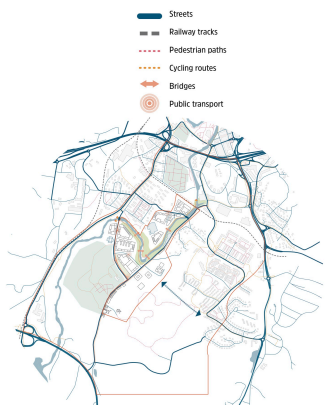 Streets
Railway tracks
Pedestrian paths
Cycling routes
Bridges
Public transport